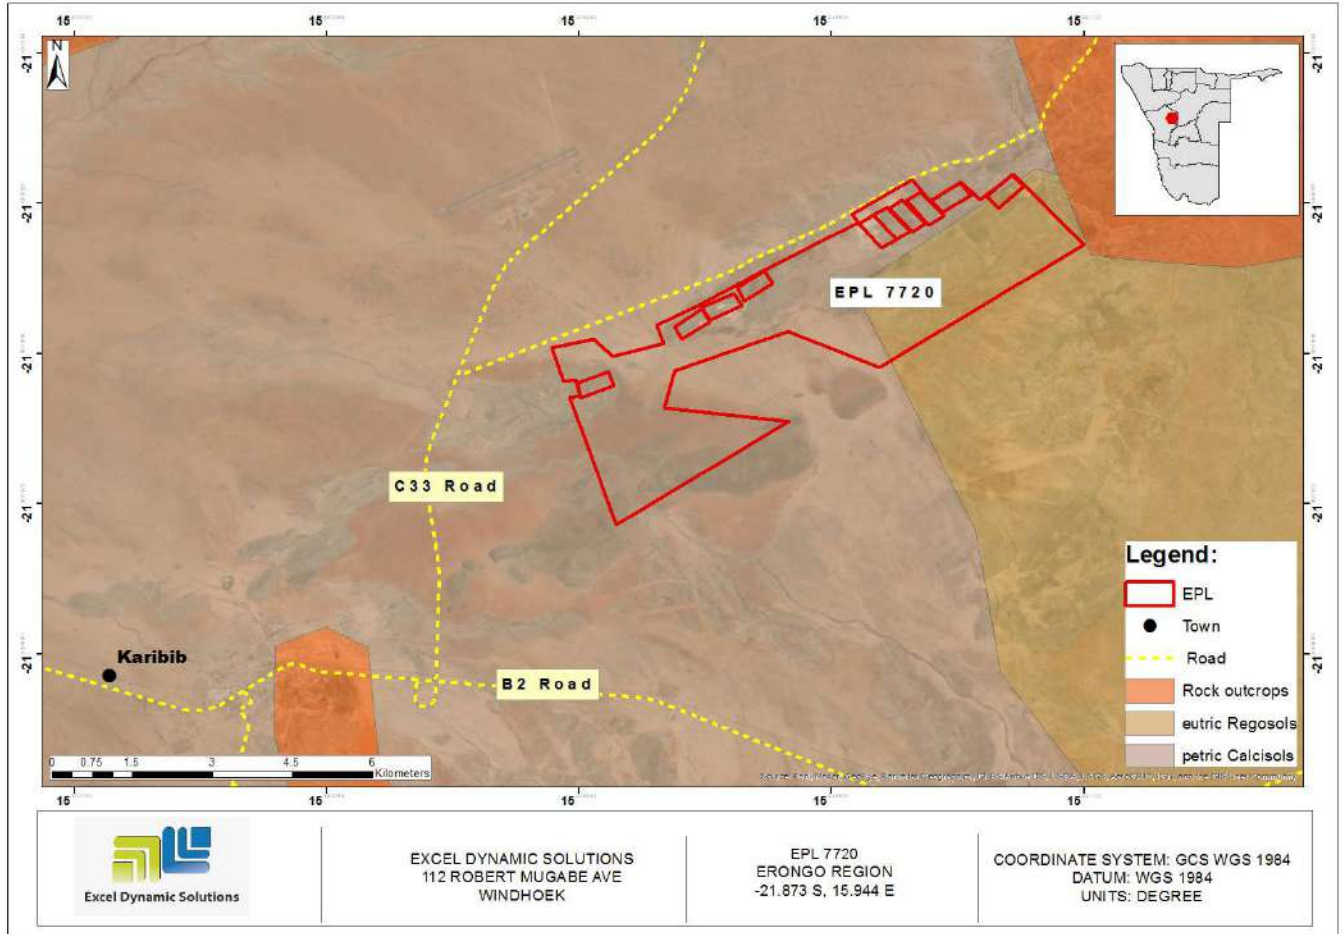 15 15 15 15 15
N
-21 -21
-21 -21
EPL 7720
-21 -21
C33 Road
-21 -21
Legend:
EPL
Town
Road
Rock outcrops
eutric Regosols
petric Calcisols
-21 -21
Karibib
B2 Road
0 0.75 1.5 3 4.5 6
Kilometers
15 15 15 15 15
Excel Dynamic Solutions
EXCEL DYNAMIC SOLUTIONS
112 ROBERT MUGABE AVE
WINDHOEK
EPL 7720
ERONGO REGION
-21.873 S, 15.944 E
COORDINATE SYSTEM: GCS WGS 1984
DATUM: WGS 1984
UNITS: DEGREE